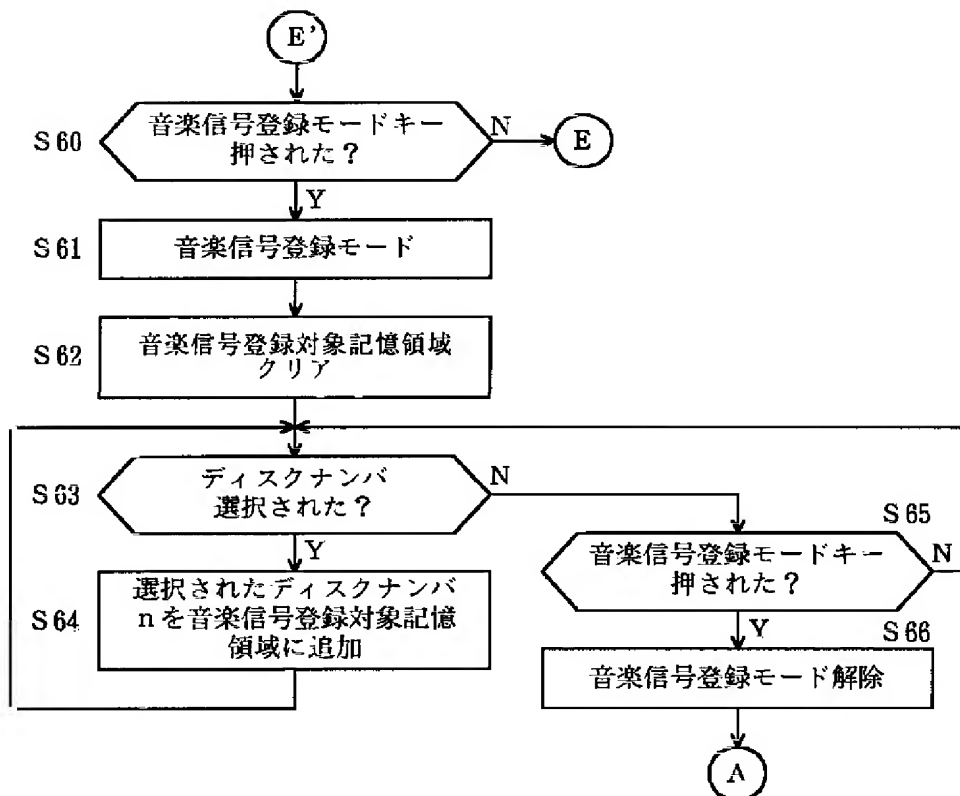 E'
S60
音楽信号登録モードキー
押された？
N
E
Y
S61
音楽信号登録モード
S62
音楽信号登録対象記憶領域
クリア
S63
ディスクナンバ
選択された？
N
Y
S64
選択されたディスクナンバ
nを音楽信号登録対象記憶
領域に追加
S65
音楽信号登録モードキー
押された？
N
Y
S66
音楽信号登録モード解除
A